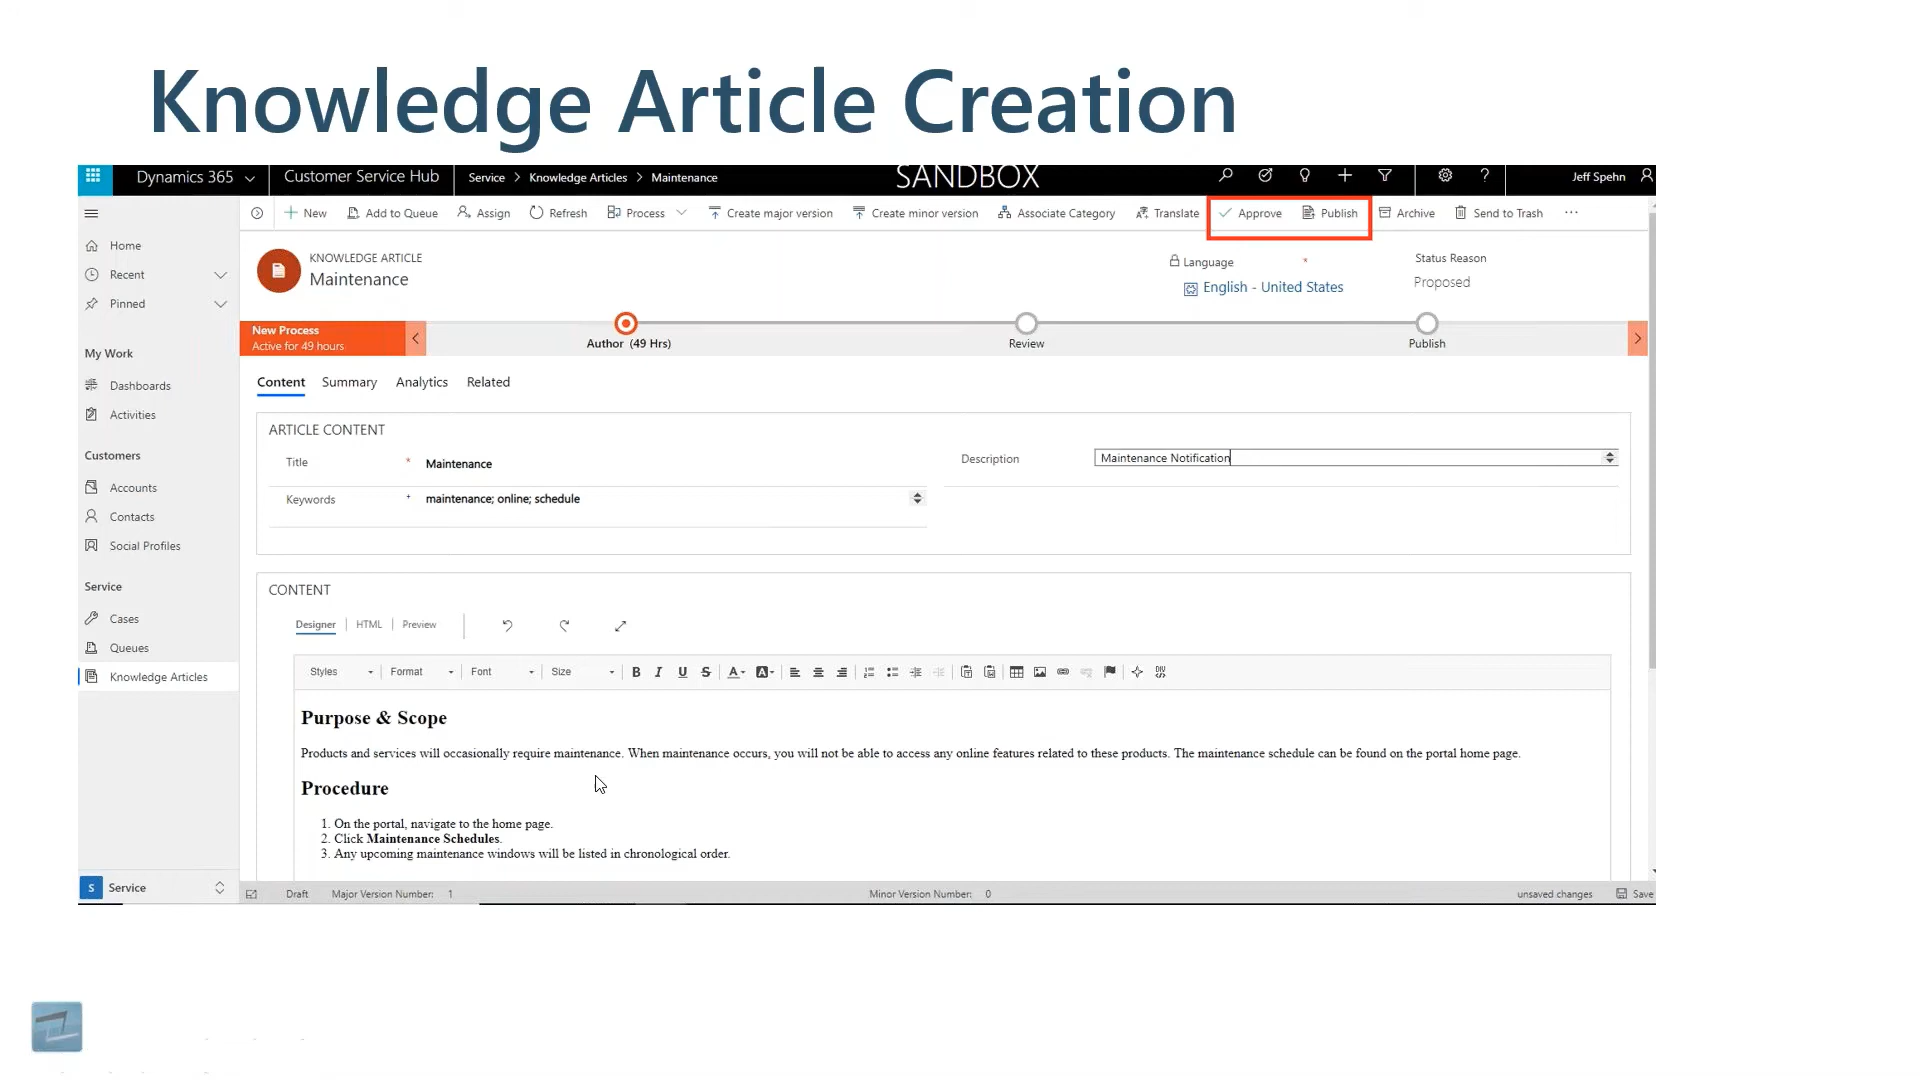 Knowledge Article Creation
Dynamics 365
Customer Service Hub
Service > Knowledge Articles > Maintenance
SANDBOX
?
Jeff Spehn
New
Add to Queue
Assign
Refresh
Process
Create major version
Create minor version
Associate Category
Translate
Approve
Publish
Archive
Send to Trash
...
Home
Recent
Pinned
My Work
Dashboards
Activities
Customers
Accounts
Contacts
Social Profiles
Service
Cases
Queues
Knowledge Articles
S Service
KNOWLEDGE ARTICLE
Maintenance
Language *
English - United States
Status Reason
Proposed
New Process
Active for 49 hours
Author (49 Hrs)
Review
Publish
Content Summary Analytics Related
ARTICLE CONTENT
Title * Maintenance
Keywords + maintenance; online; schedule
Description Maintenance Notification
CONTENT
Designer | HTML | Preview
Styles Format Font Size B I U S A A
Purpose & Scope
Products and services will occasionally require maintenance. When maintenance occurs, you will not be able to access any online features related to these products. The maintenance schedule can be found on the portal home page.
Procedure
1. On the portal, navigate to the home page.
2. Click Maintenance Schedules.
3. Any upcoming maintenance windows will be listed in chronological order.
Draft Major Version Number: 1 Minor Version Number: 0 unsaved changes Save